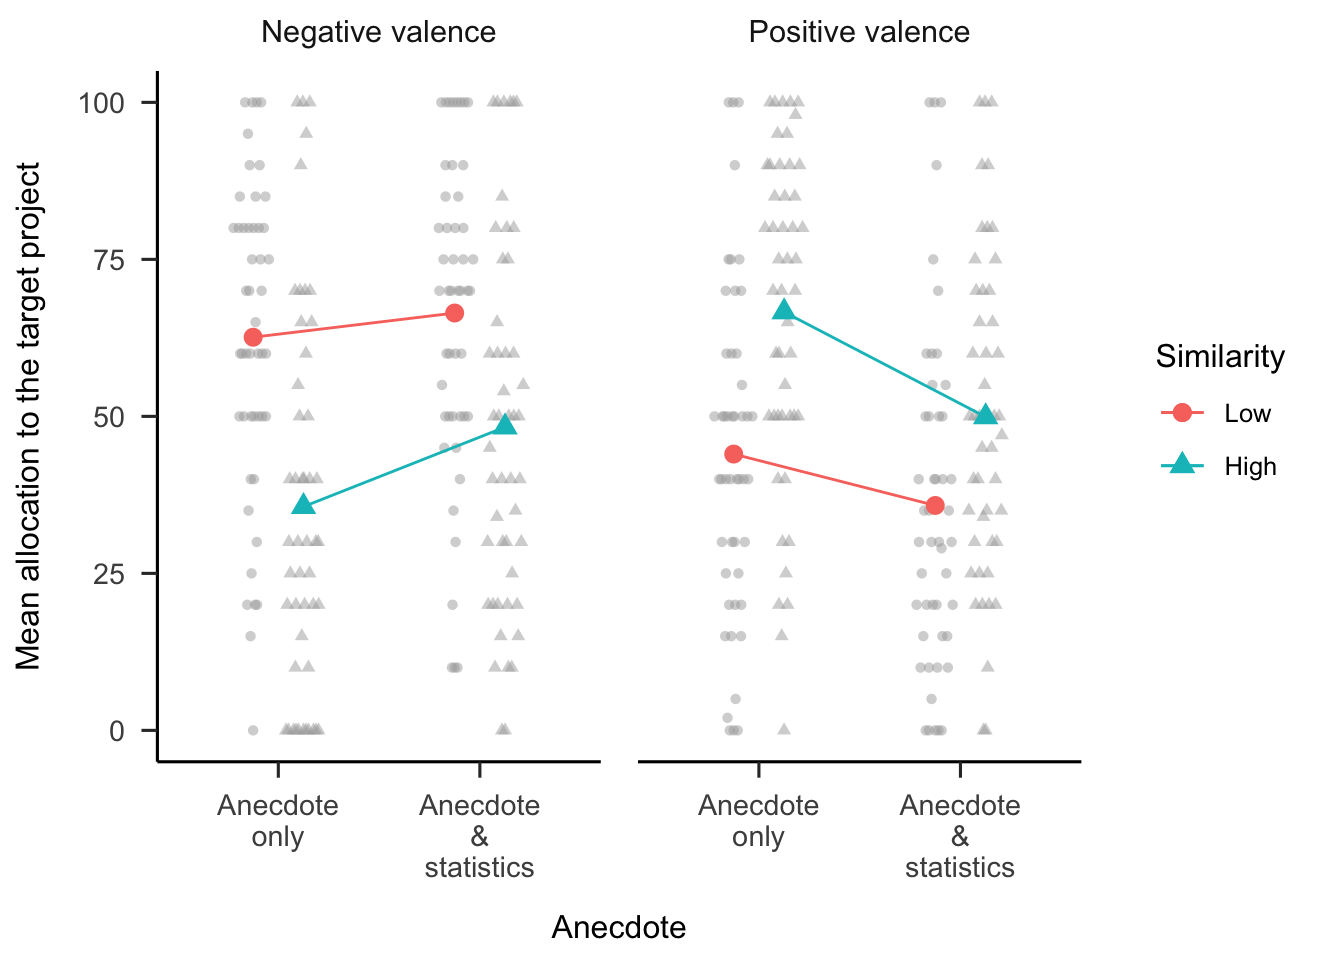 Negative valence
Positive valence
Mean allocation to the target project
100
75
50
25
0
Anecdote
only
Anecdote
&
statistics
Anecdote
only
Anecdote
&
statistics
Anecdote
Similarity
Low
High